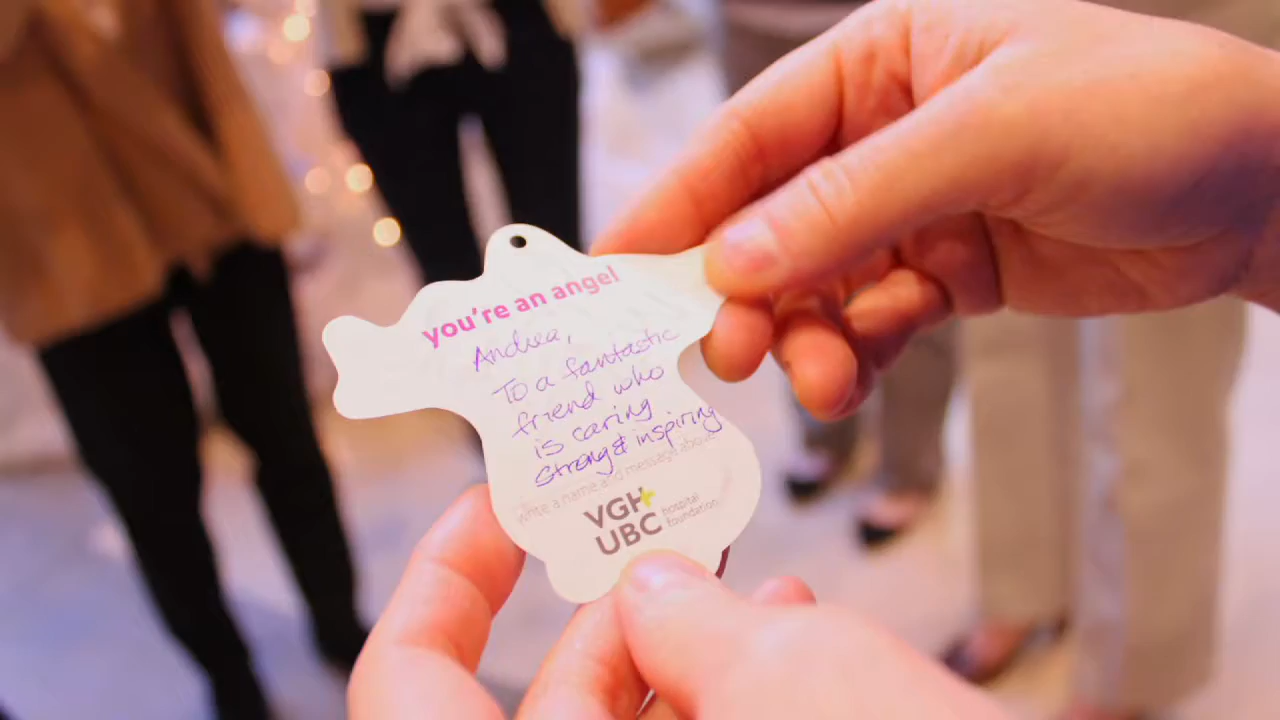 you're an angel
Andrea,
To a fantastic
friend who
is caring
strong & inspiring
write a name and message above
VGH+
UBC
hospital
foundation